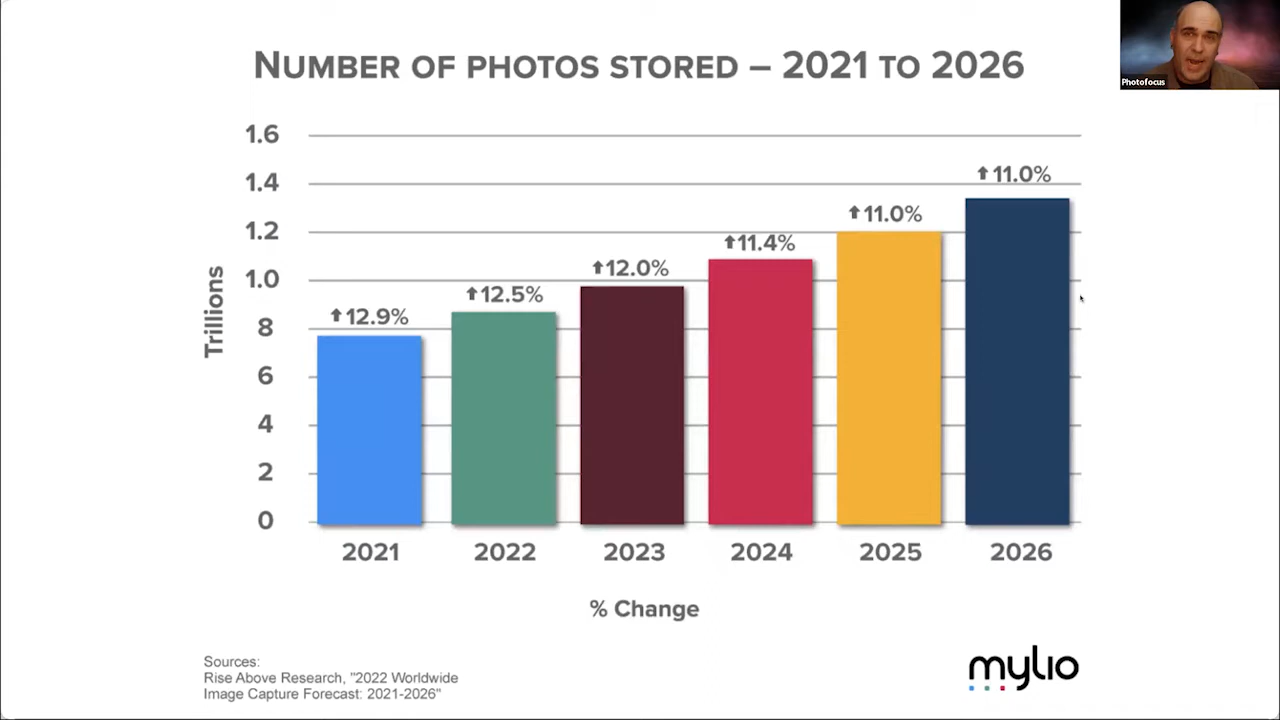 NUMBER OF PHOTOS STORED – 2021 TO 2026
Photofocus
Trillions
1.6
1.4
1.2
1.0
8
6
4
2
0
⬆12.9%
⬆12.5%
⬆12.0%
⬆11.4%
⬆11.0%
⬆11.0%
2021 2022 2023 2024 2025 2026
% Change
Sources:
Rise Above Research, "2022 Worldwide
Image Capture Forecast: 2021-2026"
mylio